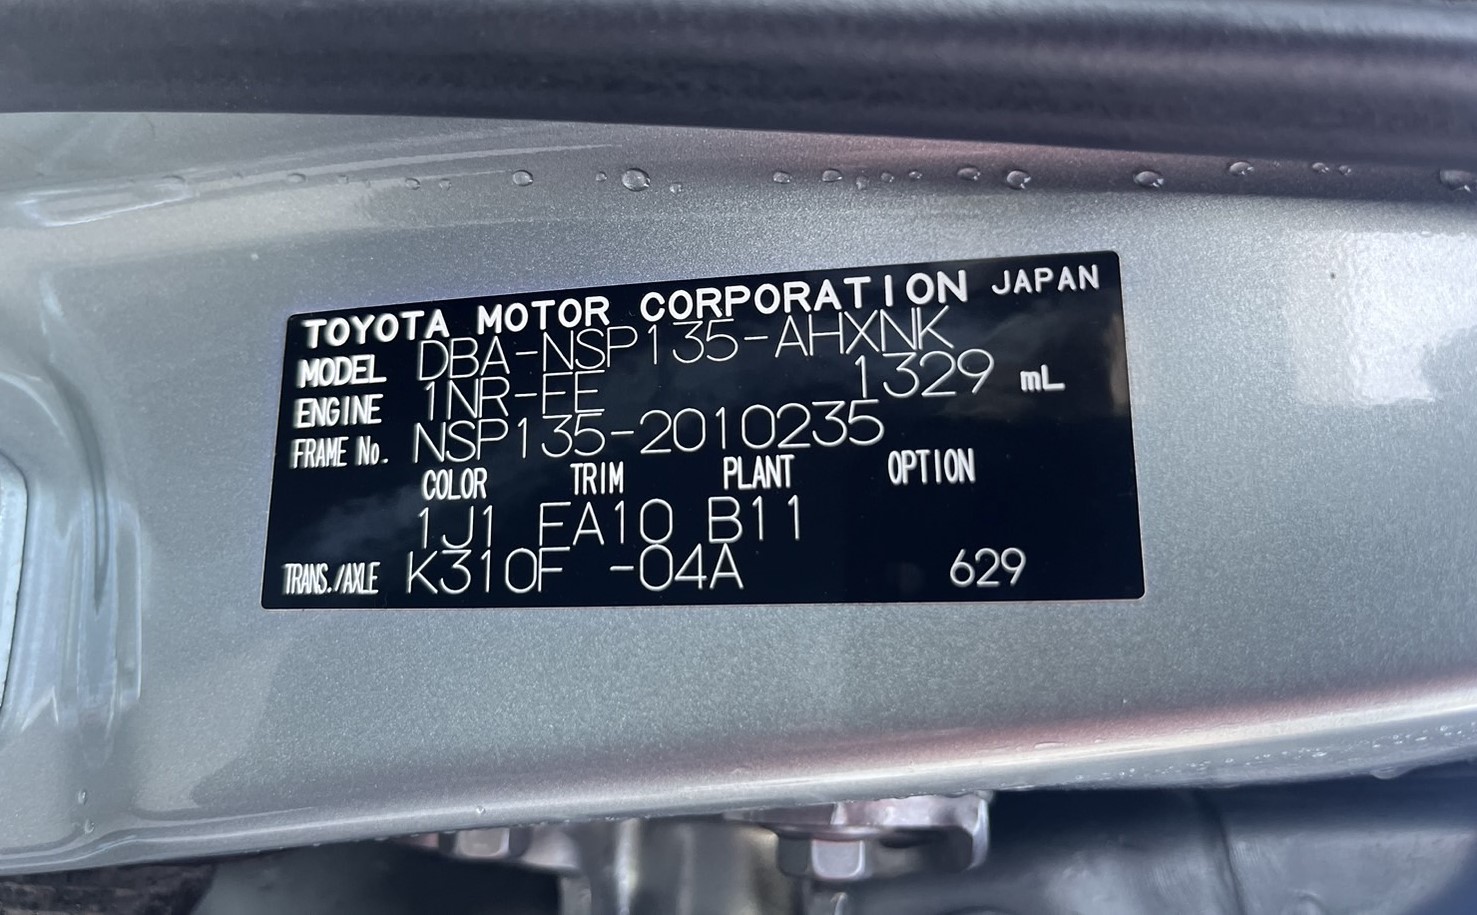 TOYOTA MOTOR CORPORATION JAPAN
MODEL DBA-NSP135-AHXNK
ENGINE 1NR-FE 1329 mL
FRAME No. NSP135-2010235
COLOR TRIM PLANT OPTION
1J1 FA10 B11
TRANS./AXLE K310F -04A 629